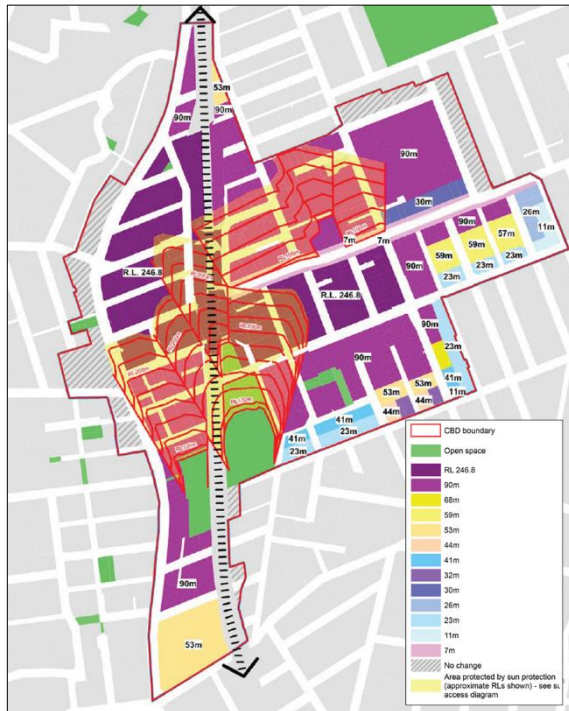 53m
90m
90m
90m
30m
26m
11m
90m
57m
59m
59m
23m
23m
23m
7m
7m
90m
R.L. 246.8
R.L. 246.8
90m
90m
23m
41m
11m
53m
53m
44m
44m
41m
23m
41m
23m
90m
53m
CBD boundary
Open space
RL 246.8
90m
68m
59m
53m
44m
41m
32m
30m
26m
23m
11m
7m
No change
Area protected by sun protection
(approximate RLs shown) - see su
access diagram